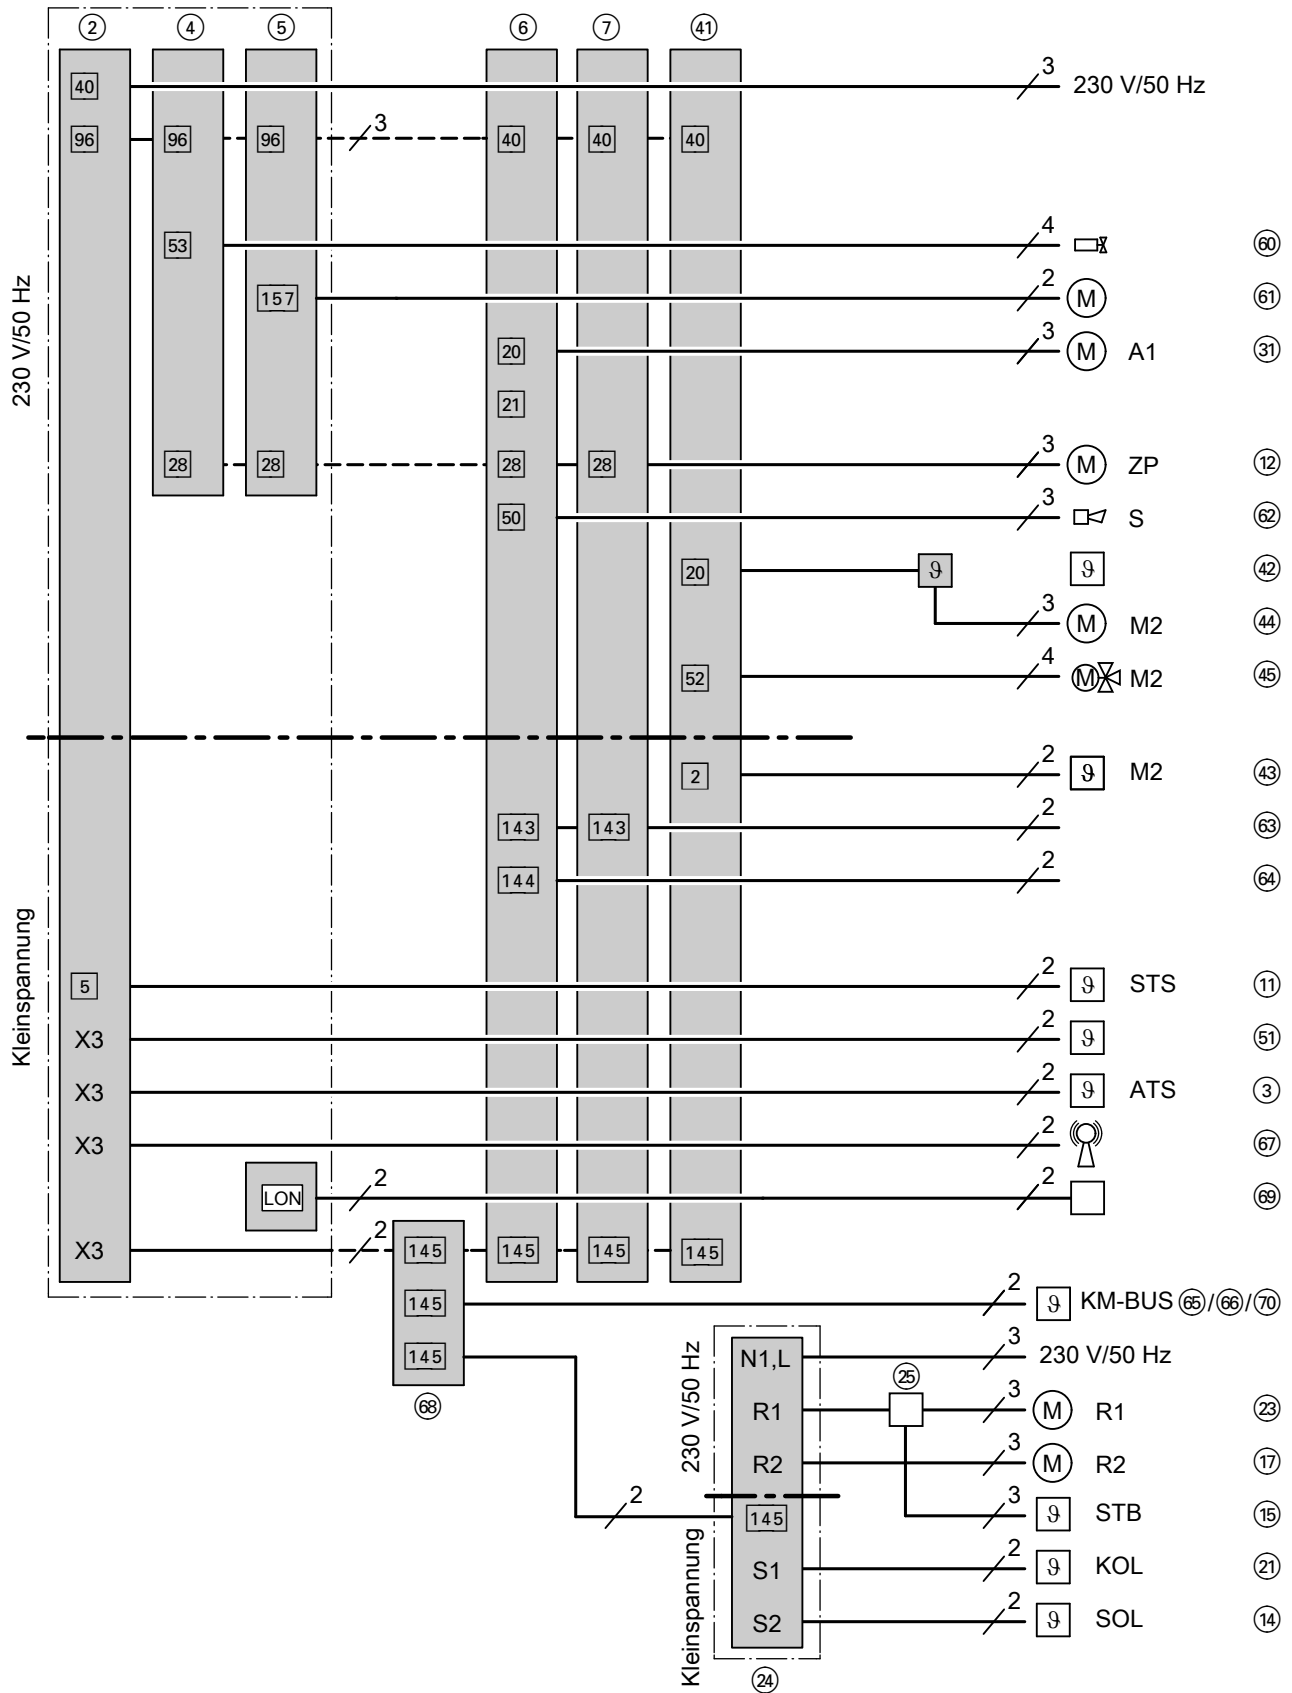 ② ④ ⑤ ⑥ ⑦ ㊶
40 3 230 V/50 Hz
96 96 96 3 40 40 40
53 4 60
157 2 M 61
20 3 M A1 ㉛
21
28 28 28 28 3 M ZP ⑫
50 3 S 62
20 ϑ ϑ ㊷
3 M M2 ㊹
52 4 M M2 ㊺
230 V/50 Hz
2 2 ϑ M2 ㊸
143 143 2 63
144 2 64
5 2 ϑ STS ⑪
X3 2 ϑ 51
X3 2 ϑ ATS ③
X3 2 67
LON 2 2 69
X3 2 145 145 145 145
Kleinspannung
145 2 ϑ KM-BUS 65/66/70
145 N1,L 3 230 V/50 Hz
68 R1 ㉕ 3 M R1 ㉓
R2 3 M R2 ⑰
230 V/50 Hz
2 145 3 ϑ STB ⑮
S1 2 ϑ KOL ㉑
S2 2 ϑ SOL ⑭
Kleinspannung
㉔